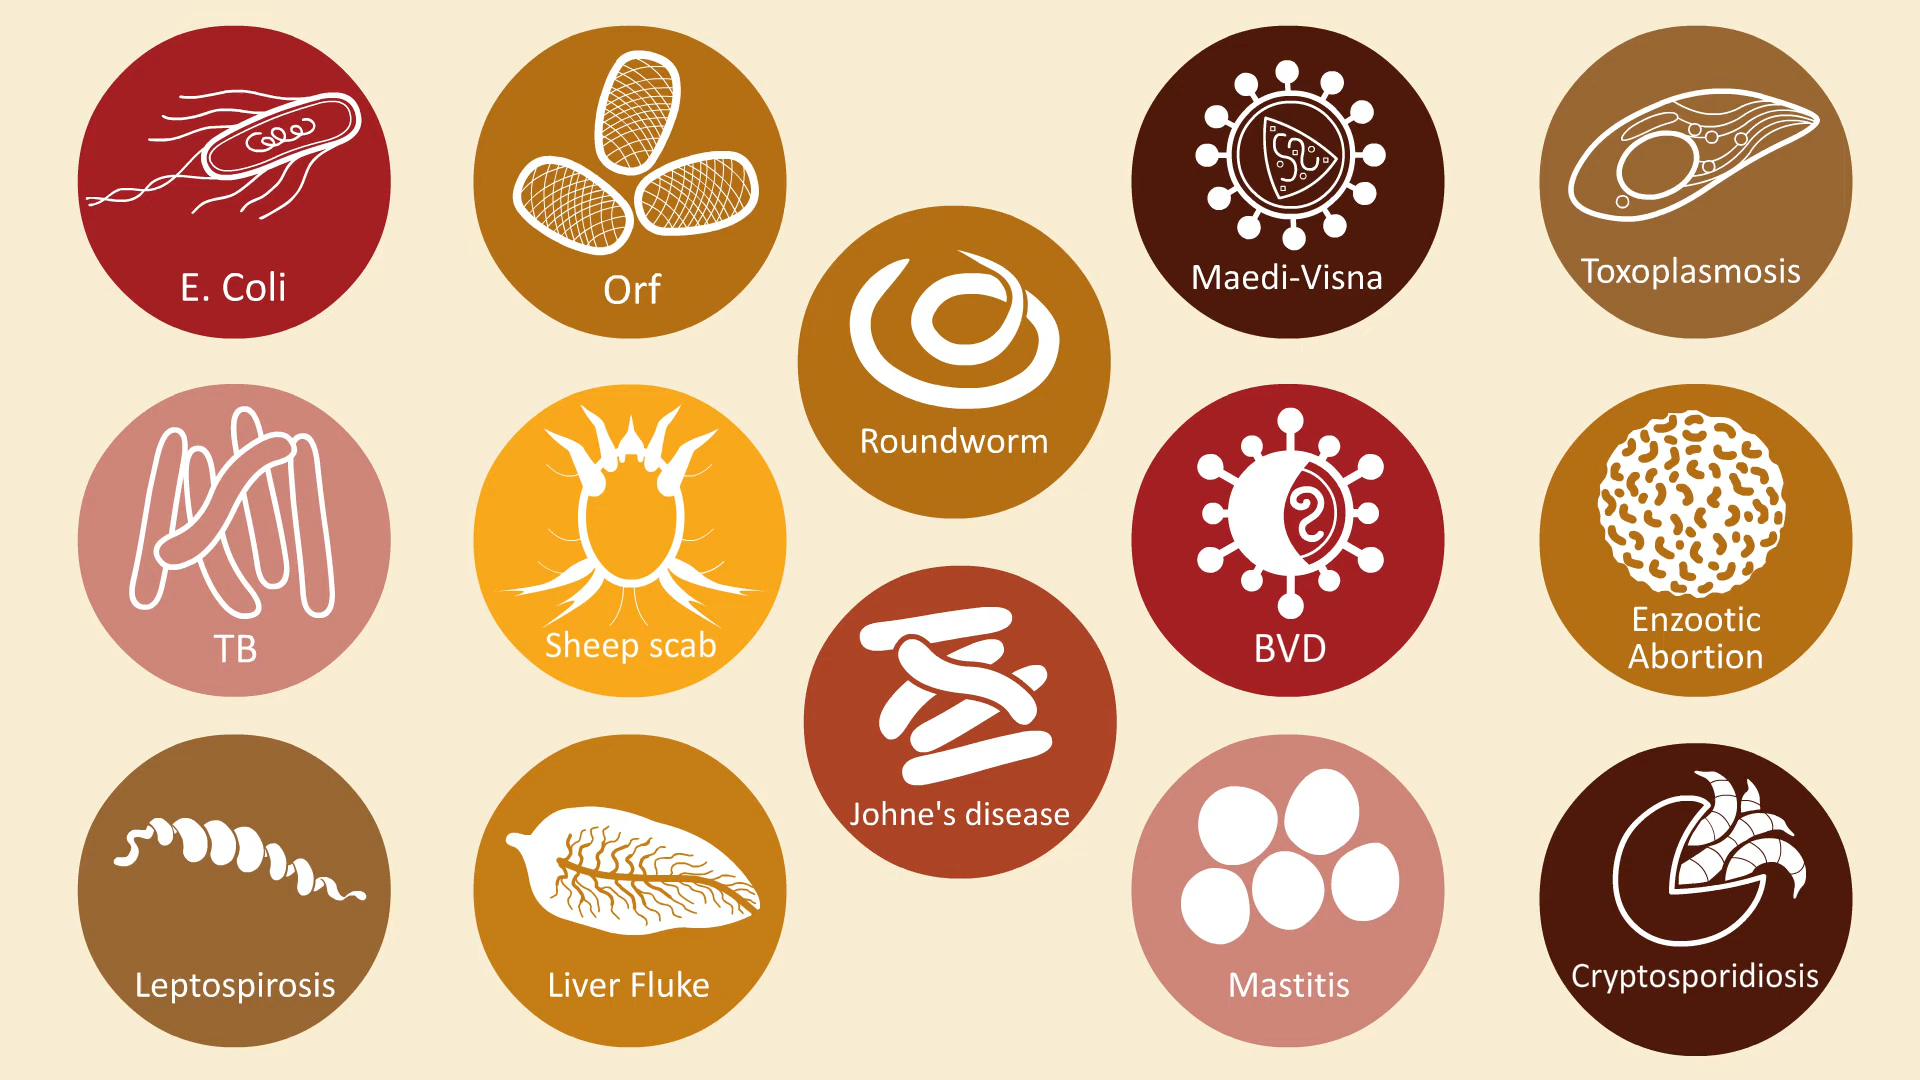 E. Coli
Orf
Maedi-Visna
Toxoplasmosis
Roundworm
TB
Sheep scab
BVD
Enzootic
Abortion
Johne's disease
Leptospirosis
Liver Fluke
Mastitis
Cryptosporidiosis